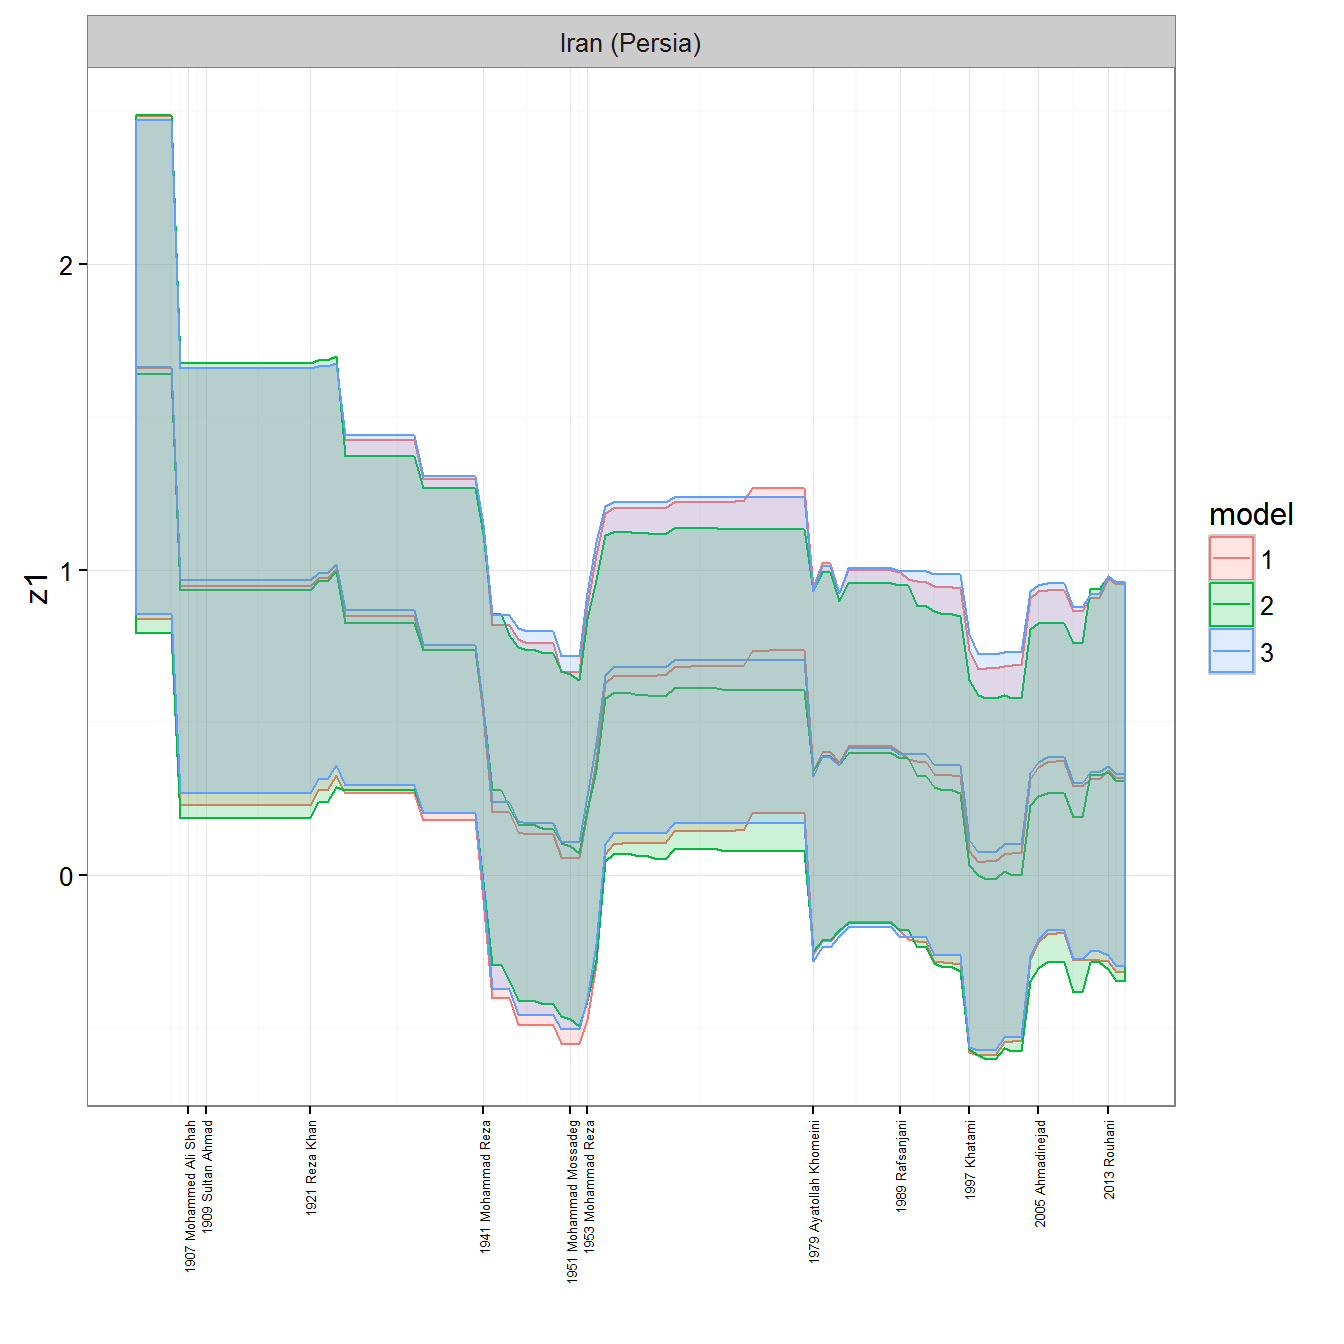 Iran (Persia)
z1
2
1
0
1907 Mohammed Ali Shah
1909 Sultan Ahmad
1921 Reza Khan
1941 Mohammad Reza
1951 Mohammad Mossadeg
1953 Mohammad Reza
1979 Ayatollah Khomeini
1989 Rafsanjani
1997 Khatami
2005 Ahmadinejad
2013 Rouhani
model
1
2
3